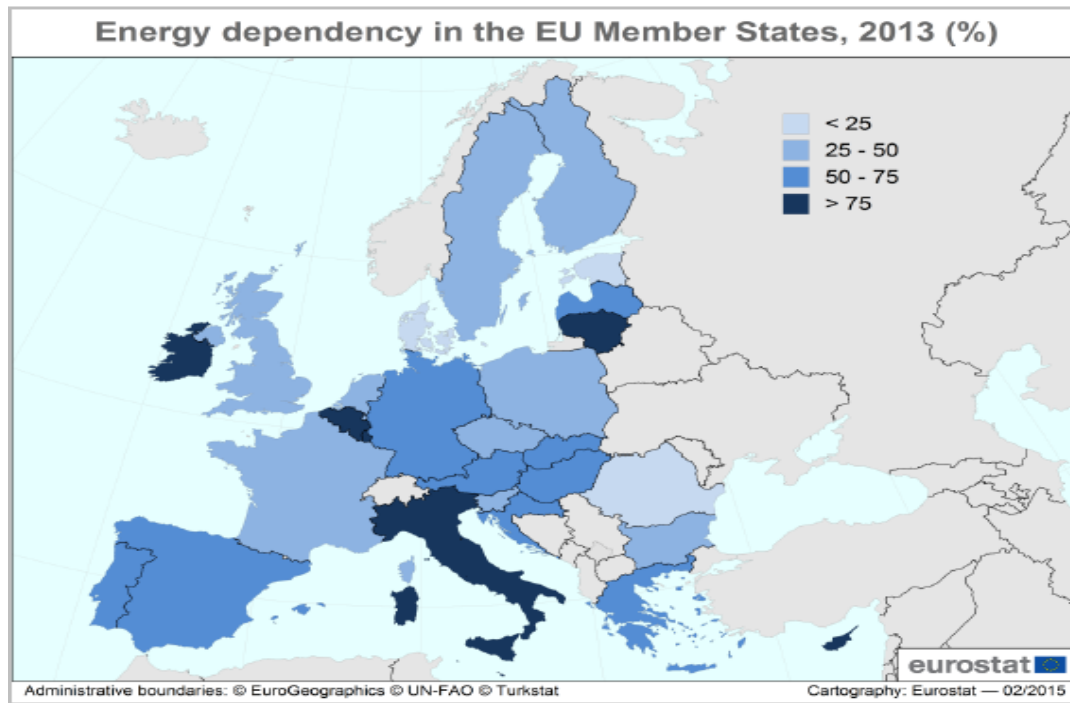 Energy dependency in the EU Member States, 2013 (%)
< 25
25 - 50
50 - 75
> 75
eurostat
Administrative boundaries: © EuroGeographics © UN-FAO © Turkstat
Cartography: Eurostat — 02/2015